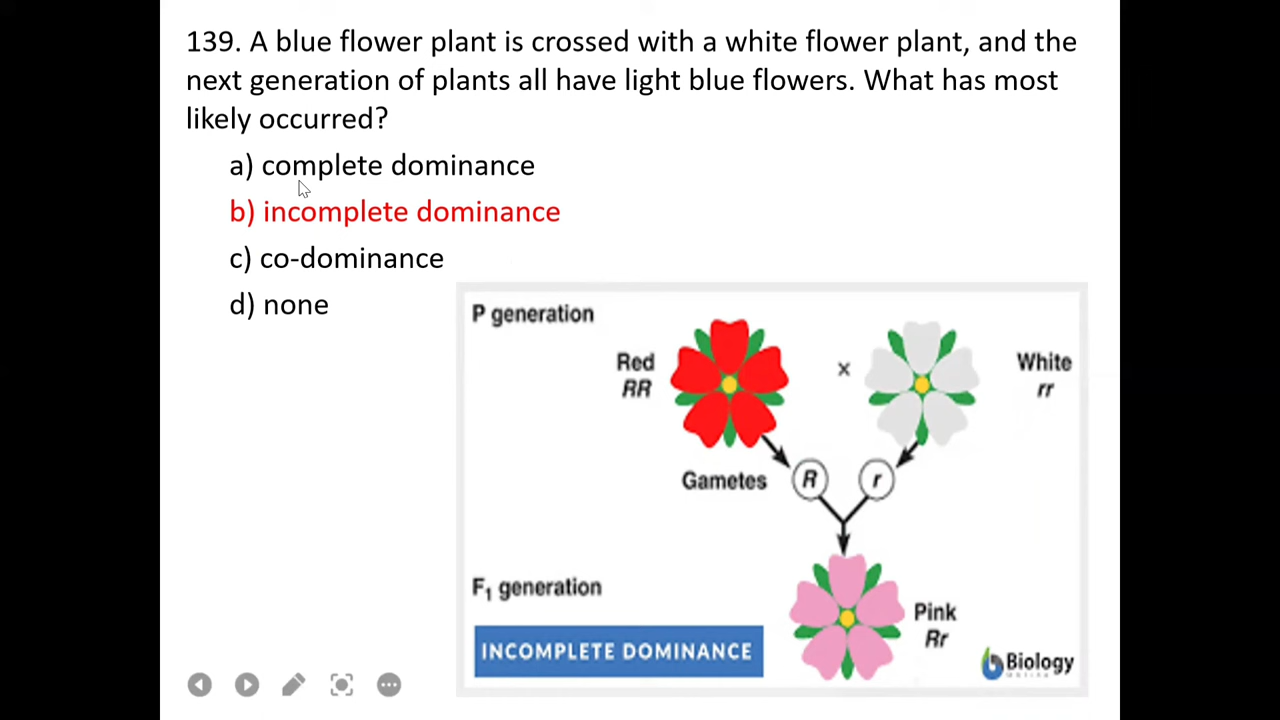 139. A blue flower plant is crossed with a white flower plant, and the
next generation of plants all have light blue flowers. What has most
likely occurred?
a) complete dominance
b) incomplete dominance
c) co-dominance
d) none
P generation
Red
RR
x
White
rr
Gametes
R
r
F₁ generation
Pink
Rr
INCOMPLETE DOMINANCE
Biology